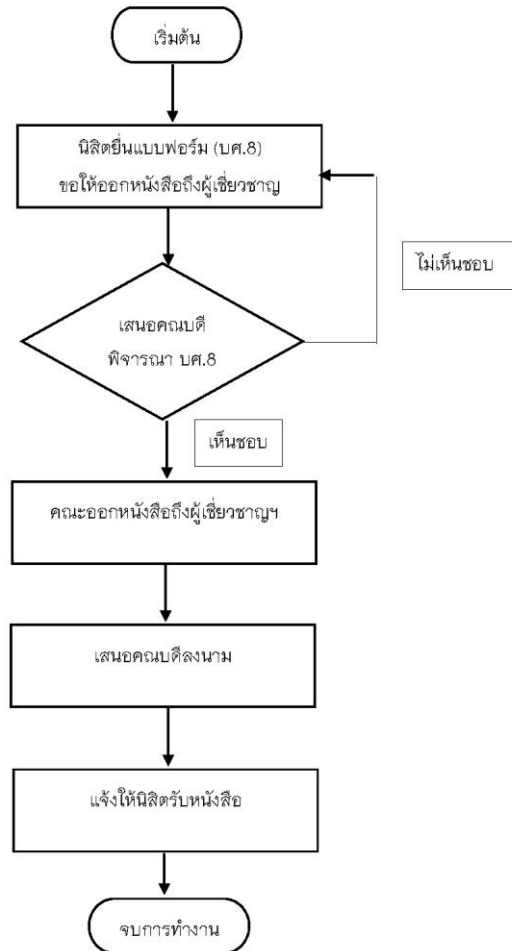 เริ่มต้น
นิสิตยื่นแบบฟอร์ม (บศ.8)
ขอให้ออกหนังสือถึงผู้เชี่ยวชาญ
ไม่เห็นชอบ
เสนอคณบดี
พิจารณา บศ.8
เห็นชอบ
คณะออกหนังสือถึงผู้เชี่ยวชาญฯ
เสนอคณบดีลงนาม
แจ้งให้นิสิตรับหนังสือ
จบการทำงาน